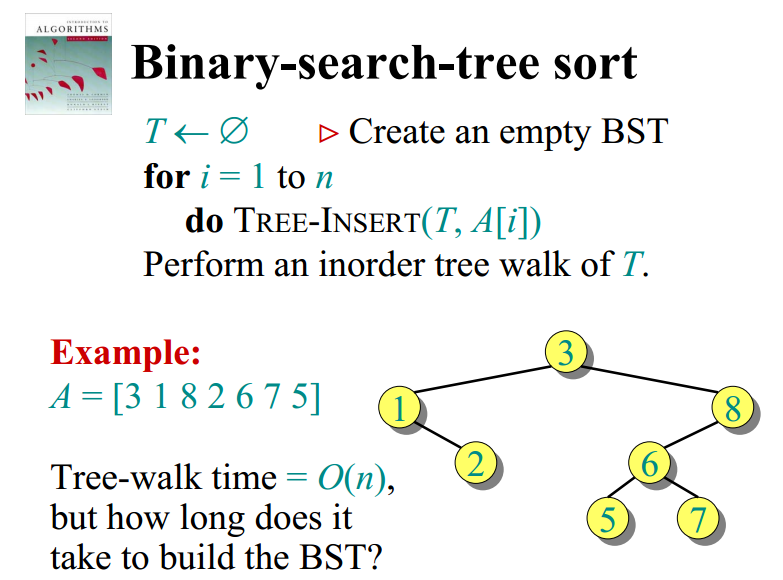 INTRODUCTION TO
ALGORITHMS
Binary-search-tree sort
T ← ∅ ▷ Create an empty BST
for i = 1 to n
do TREE-INSERT(T, A[i])
Perform an inorder tree walk of T.
Example:
A = [3 1 8 2 6 7 5]
Tree-walk time = O(n),
but how long does it
take to build the BST?
3
1
8
2
6
5
7